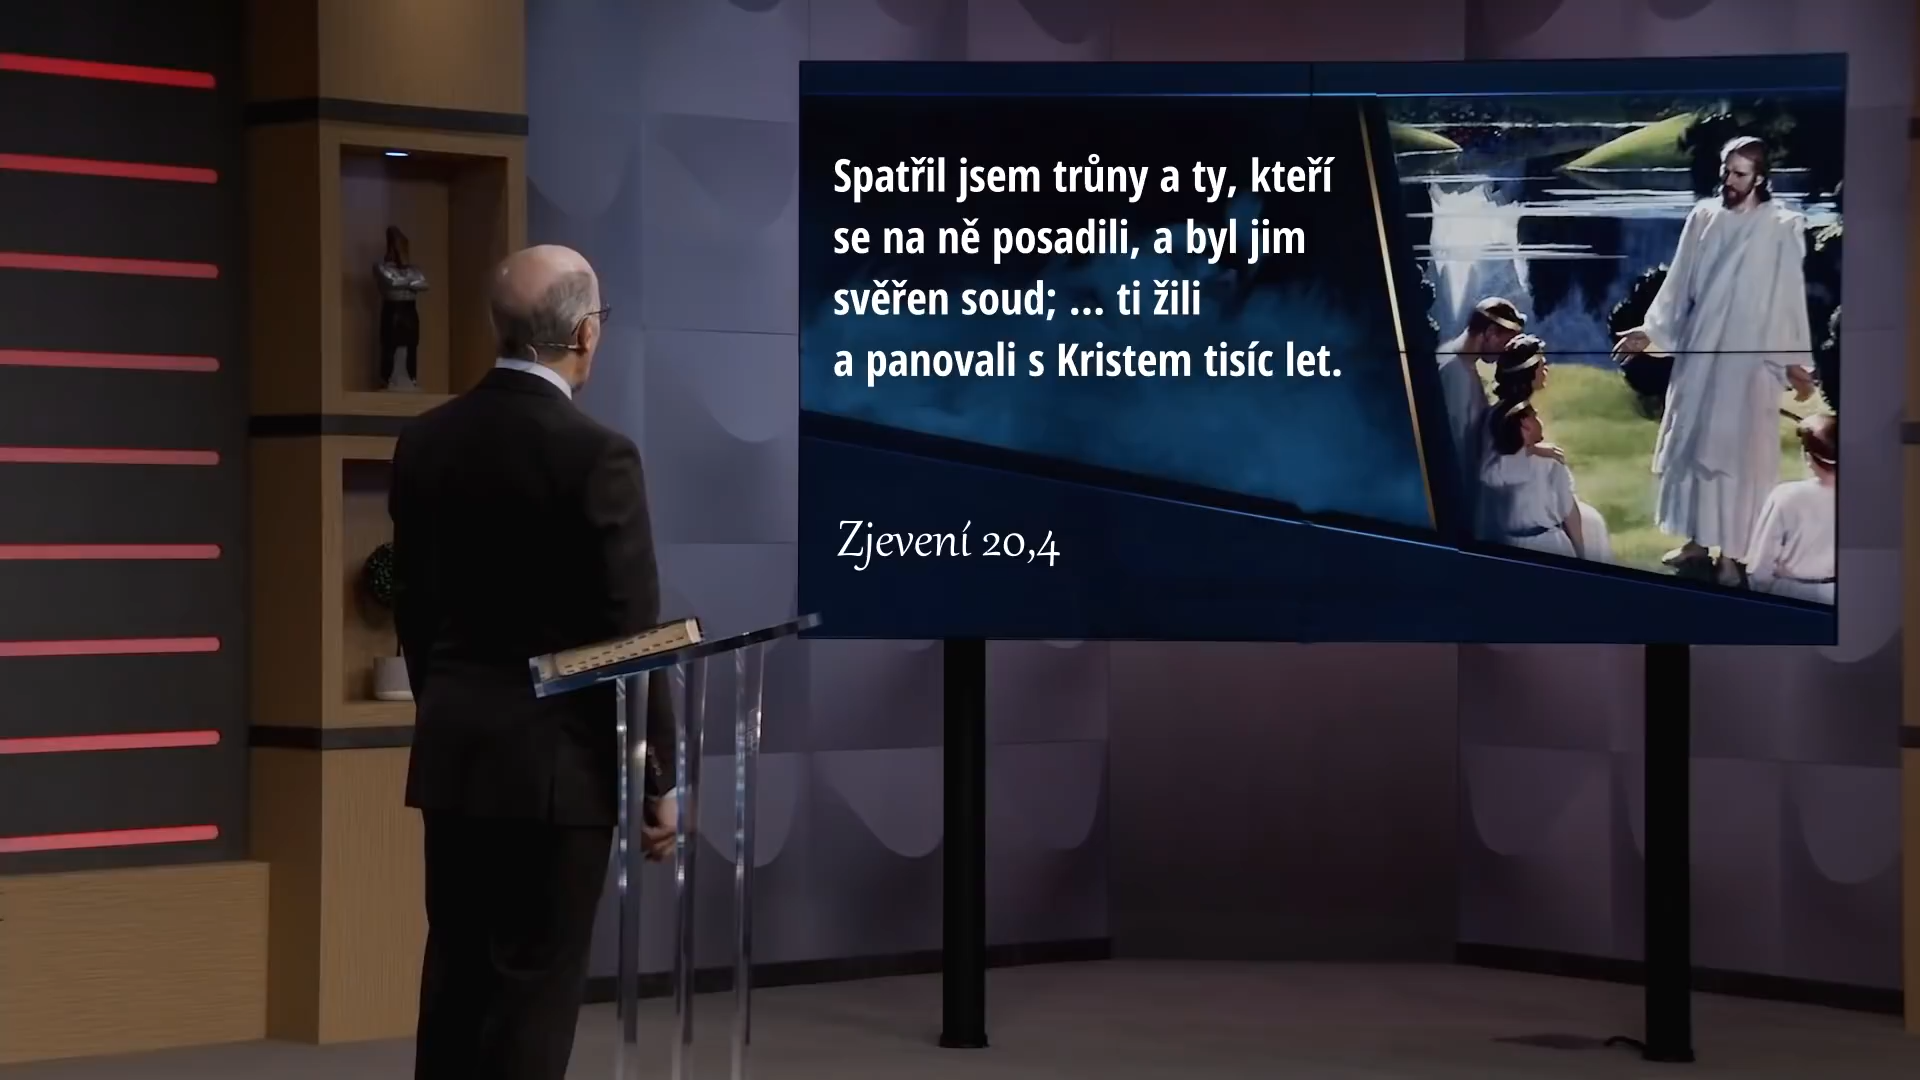 Spatřil jsem trůny a ty, kteří
se na ně posadili, a byl jim
svěřen soud; ... ti žili
a panovali s Kristem tisíc let.
Zjevení 20,4